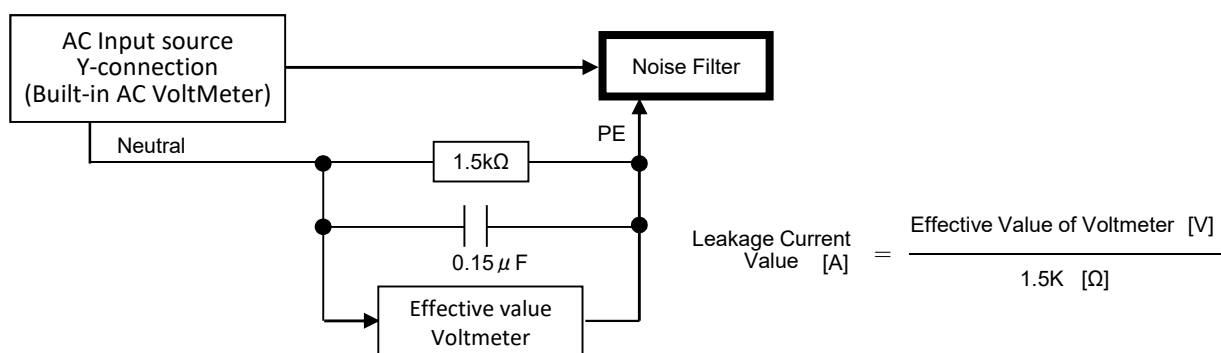 AC Input source
Y-connection
(Built-in AC VoltMeter)
Noise Filter
Neutral
PE
1.5kΩ
0.15μF
Effective value
Voltmeter
Leakage Current
Value [A]
=
Effective Value of Voltmeter [V]
1.5K [Ω]